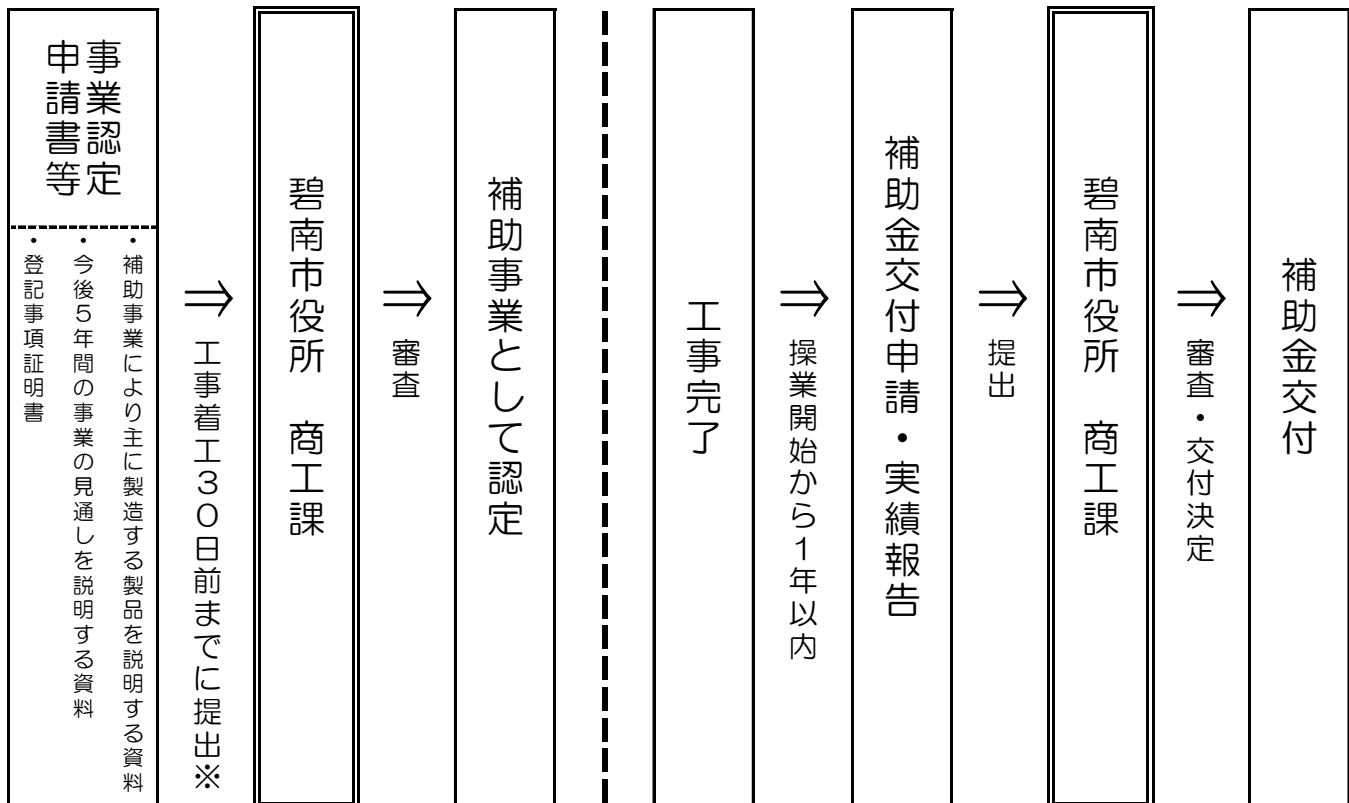 事業認定
申請書等
・補助事業により主に製造する製品を説明する資料
・今後５年間の事業の見通しを説明する資料
・登記事項証明書
⇒
工事着工３０日前までに提出※
碧南市役所　商工課
⇒
審査
補助事業として認定
工事完了
⇒
操業開始から１年以内
補助金交付申請・実績報告
⇒
提出
碧南市役所　商工課
⇒
審査・交付決定
補助金交付